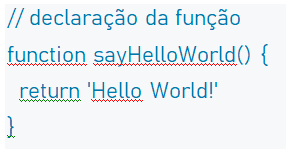 // declaração da função
function sayHelloWorld() {
  return 'Hello World!'
}